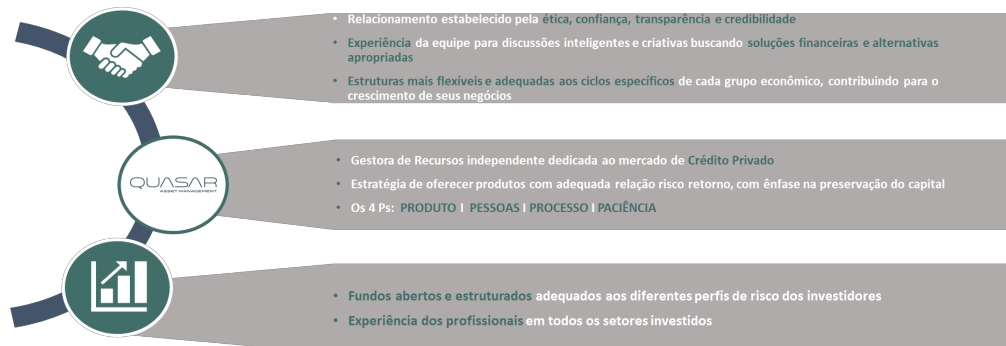 • Relacionamento estabelecido pela ética, confiança, transparência e credibilidade
• Experiência da equipe para discussões inteligentes e criativas buscando soluções financeiras e alternativas
apropriadas
• Estruturas mais flexíveis e adequadas aos ciclos específicos de cada grupo econômico, contribuindo para o
crescimento de seus negócios
QUASAR
ASSET MANAGEMENT
• Gestora de Recursos independente dedicada ao mercado de Crédito Privado
• Estratégia de oferecer produtos com adequada relação risco retorno, com ênfase na preservação do capital
• Os 4 Ps: PRODUTO I PESSOAS I PROCESSO I PACIÊNCIA
• Fundos abertos e estruturados adequados aos diferentes perfis de risco dos investidores
• Experiência dos profissionais em todos os setores investidos